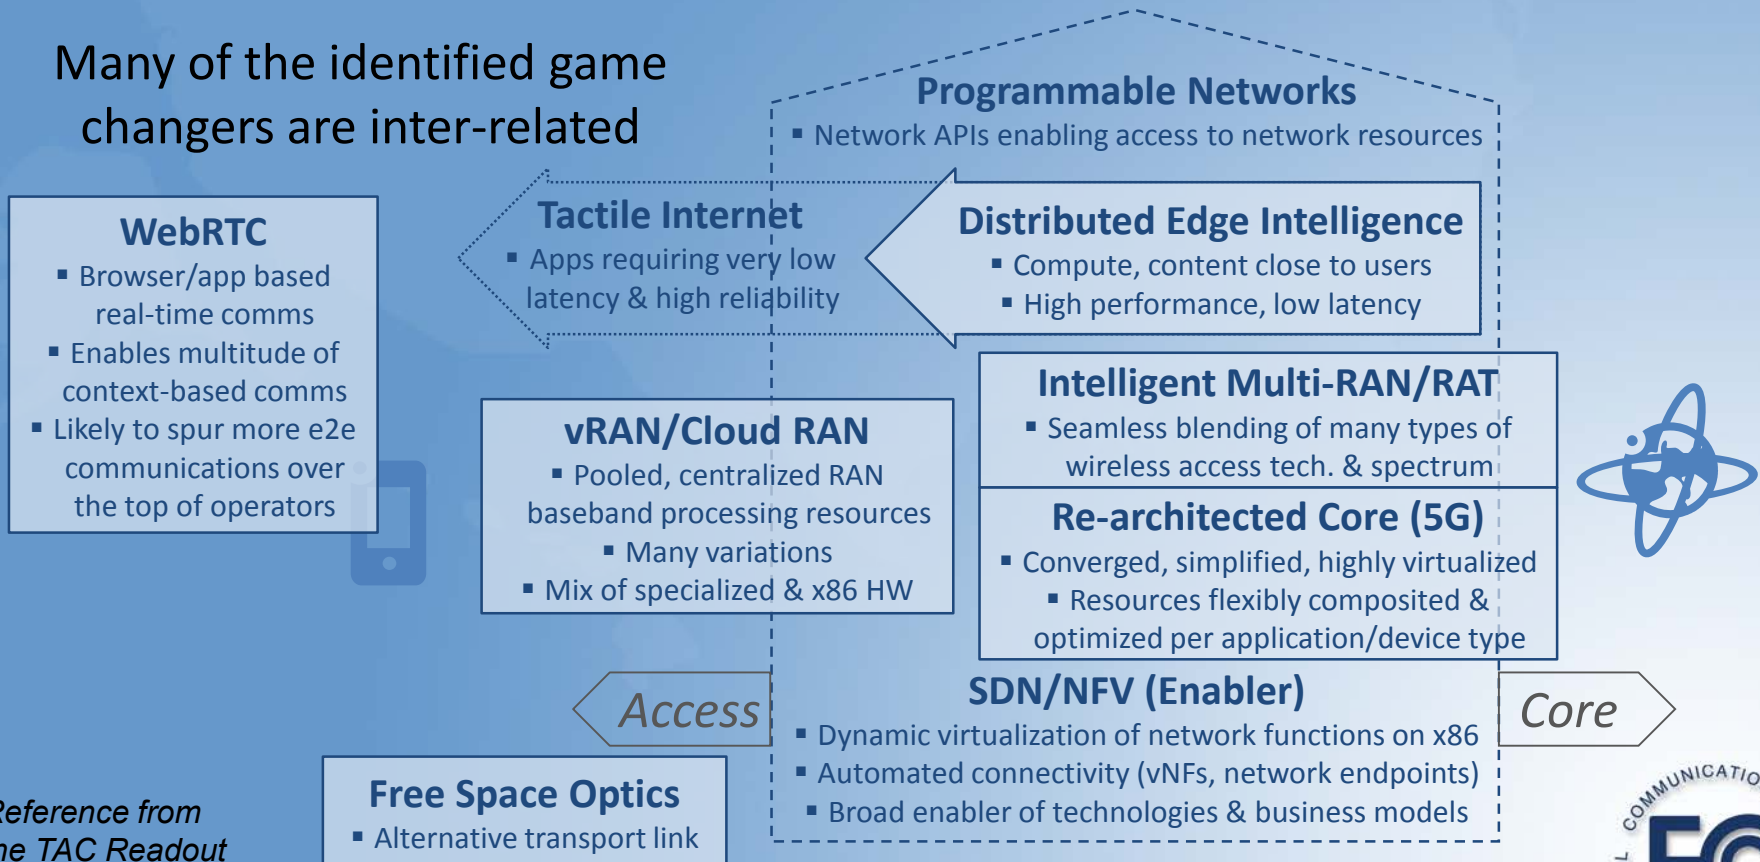 Many of the identified game
changers are inter-related
Programmable Networks
▪ Network APIs enabling access to network resources
WebRTC
▪ Browser/app based
real-time comms
▪ Enables multitude of
context-based comms
▪ Likely to spur more e2e
communications over
the top of operators
Tactile Internet
▪ Apps requiring very low
latency & high reliability
Distributed Edge Intelligence
▪ Compute, content close to users
▪ High performance, low latency
vRAN/Cloud RAN
▪ Pooled, centralized RAN
baseband processing resources
▪ Many variations
▪ Mix of specialized & x86 HW
Intelligent Multi-RAN/RAT
▪ Seamless blending of many types of
wireless access tech. & spectrum
Re-architected Core (5G)
▪ Converged, simplified, highly virtualized
▪ Resources flexibly composited &
optimized per application/device type
Access
SDN/NFV (Enabler)
▪ Dynamic virtualization of network functions on x86
▪ Automated connectivity (vNFs, network endpoints)
▪ Broad enabler of technologies & business models
Core
Free Space Optics
▪ Alternative transport link
Reference from
TAC Readout